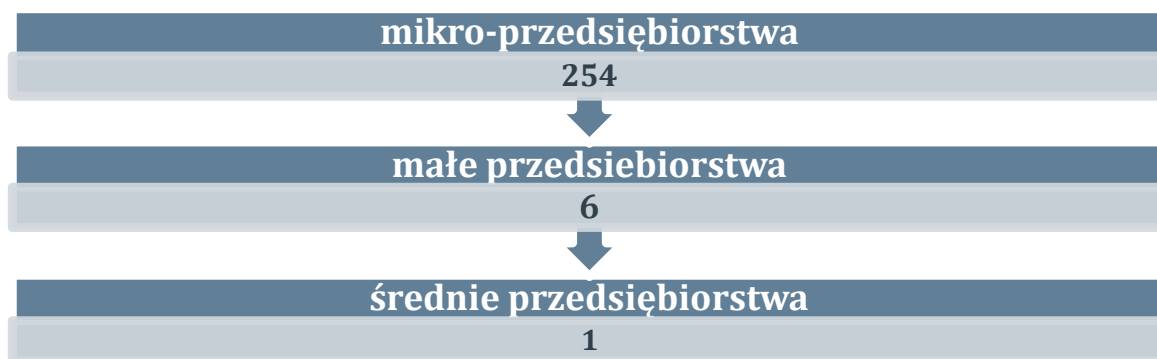 mikro-przedsiębiorstwa
254
małe przedsiebiorstwa
6
średnie przedsiębiorstwa
1